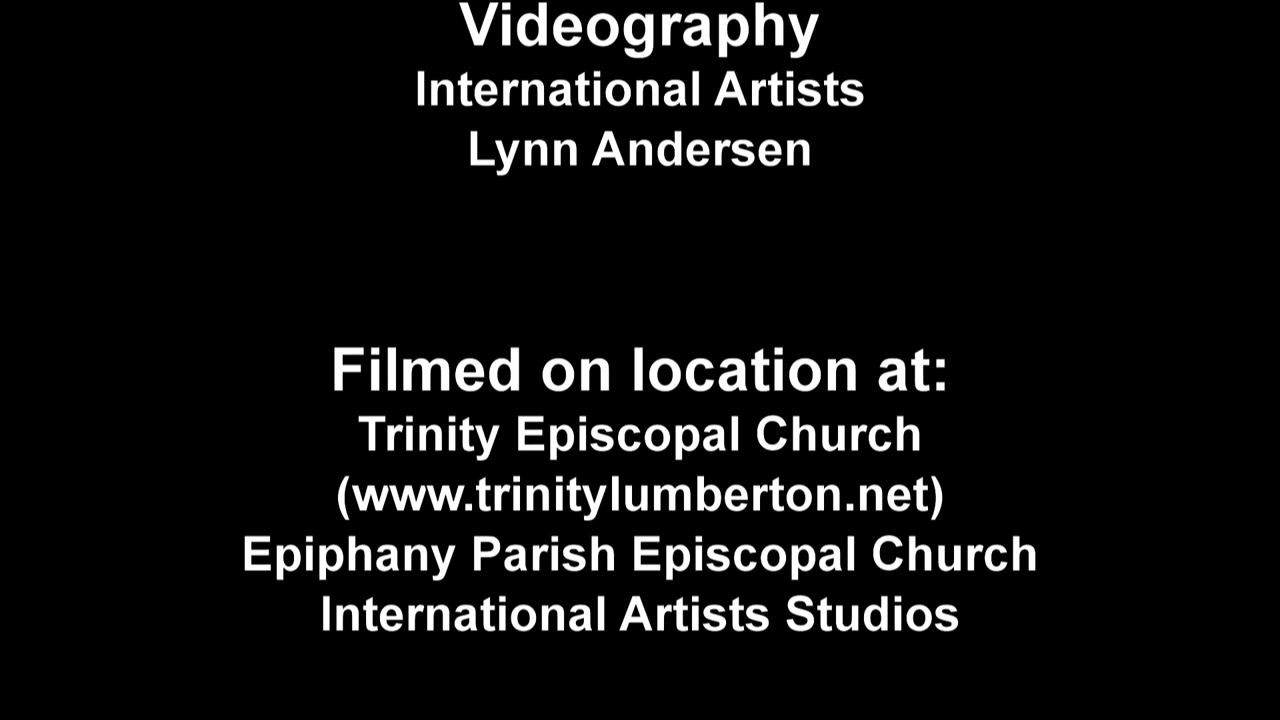 Videography
International Artists
Lynn Andersen
Filmed on location at:
Trinity Episcopal Church
(www.trinitylumberton.net)
Epiphany Parish Episcopal Church
International Artists Studios